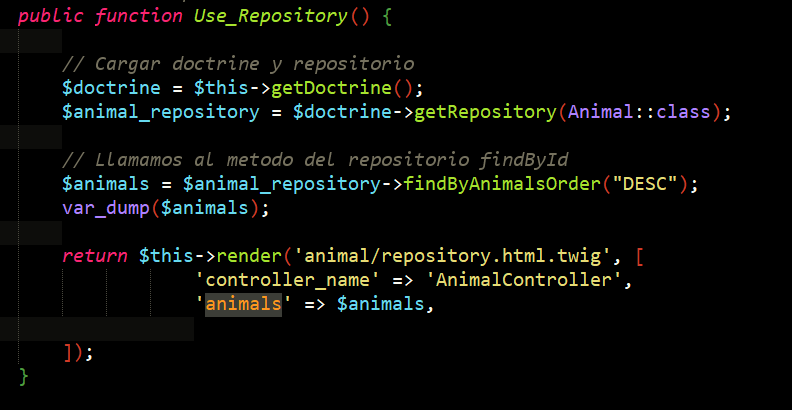 public function Use_Repository() {
// Cargar doctrine y repositorio
$doctrine = $this->getDoctrine();
$animal_repository = $doctrine->getRepository(Animal::class);
// Llamamos al metodo del repositorio findById
$animals = $animal_repository->findByAnimalsOrder("DESC");
var_dump($animals);
return $this->render('animal/repository.html.twig', [
'controller_name' => 'AnimalController',
'animals' => $animals,
]);
}